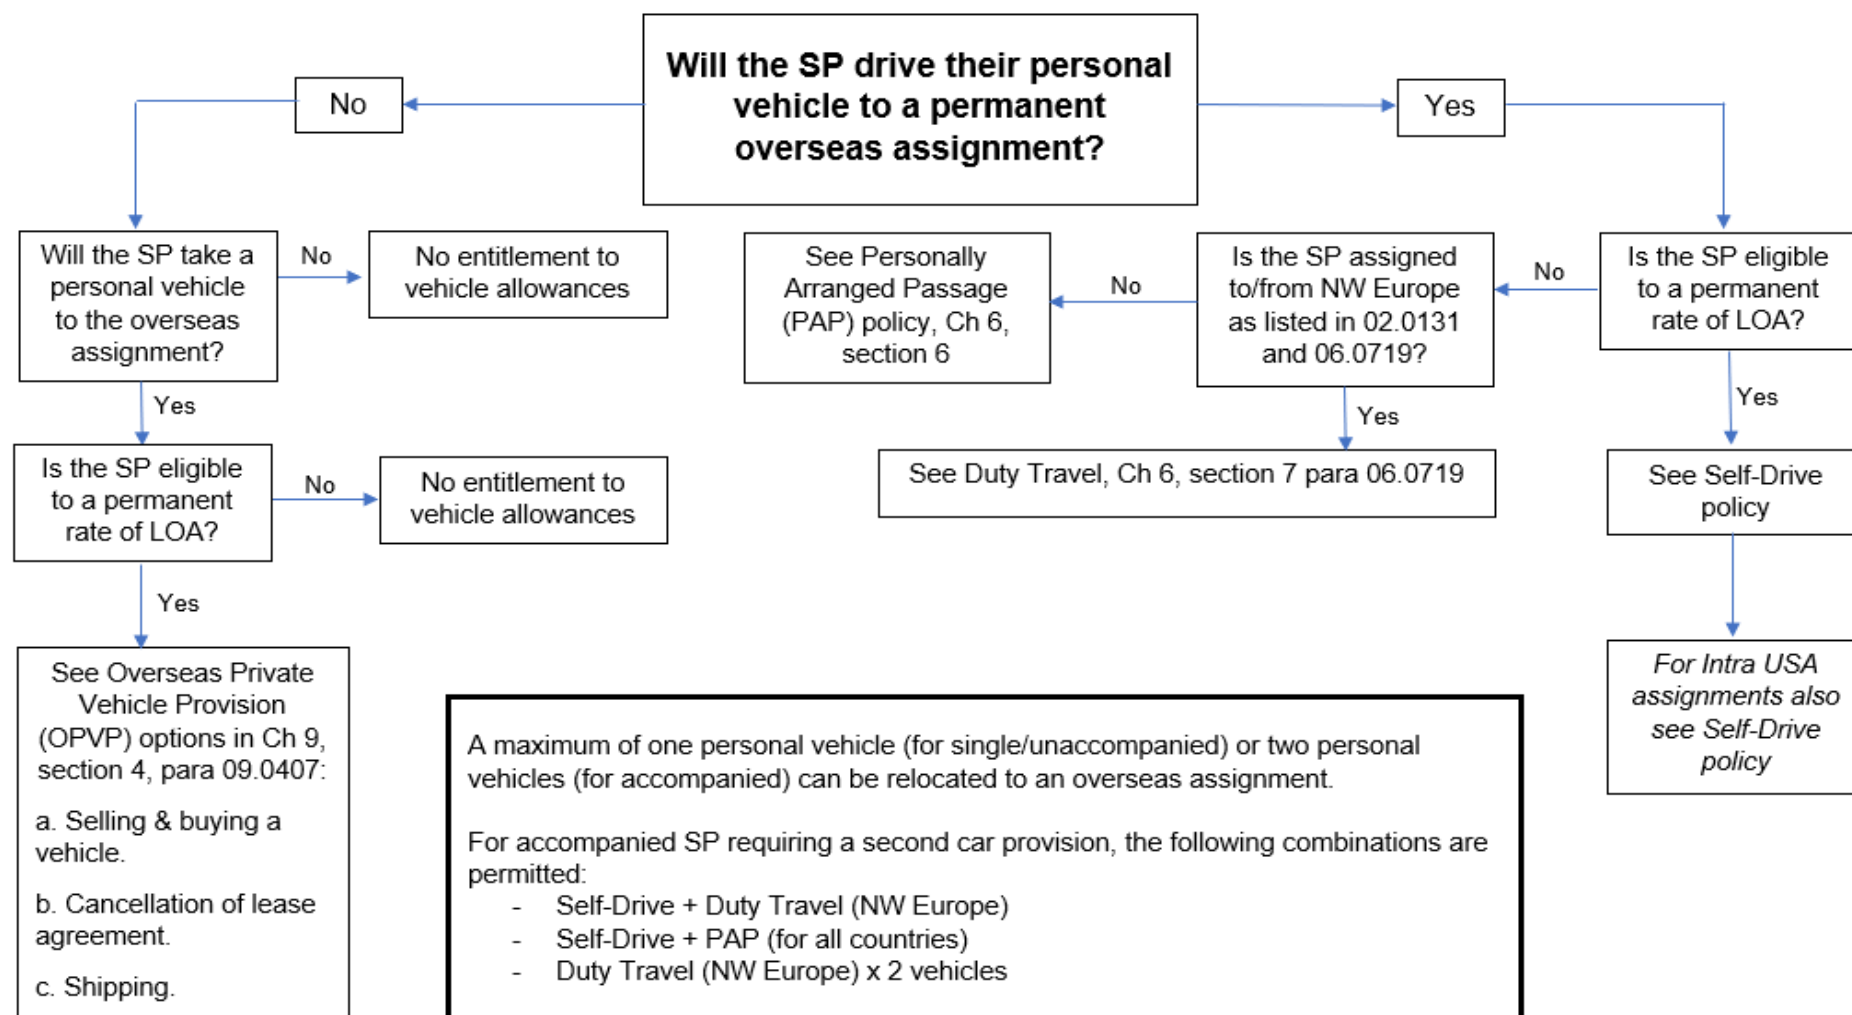 Will the SP drive their personal
vehicle to a permanent
overseas assignment?
No
Yes
Will the SP take a
personal vehicle
to the overseas
assignment?
No
No entitlement to
vehicle allowances
See Personally
Arranged Passage
(PAP) policy, Ch 6,
section 6
No
Is the SP assigned
to/from NW Europe
as listed in 02.0131
and 06.0719?
No
Is the SP eligible
to a permanent
rate of LOA?
Yes
Yes
Yes
Is the SP eligible
to a permanent
rate of LOA?
No
No entitlement to
vehicle allowances
See Duty Travel, Ch 6, section 7 para 06.0719
See Self-Drive
policy
Yes
See Overseas Private
Vehicle Provision
(OPVP) options in Ch 9,
section 4, para 09.0407:
a. Selling & buying a
vehicle.
b. Cancellation of lease
agreement.
c. Shipping.
For Intra USA
assignments also
see Self-Drive
policy
A maximum of one personal vehicle (for single/unaccompanied) or two personal
vehicles (for accompanied) can be relocated to an overseas assignment.
For accompanied SP requiring a second car provision, the following combinations are
permitted:
- Self-Drive + Duty Travel (NW Europe)
- Self-Drive + PAP (for all countries)
- Duty Travel (NW Europe) x 2 vehicles